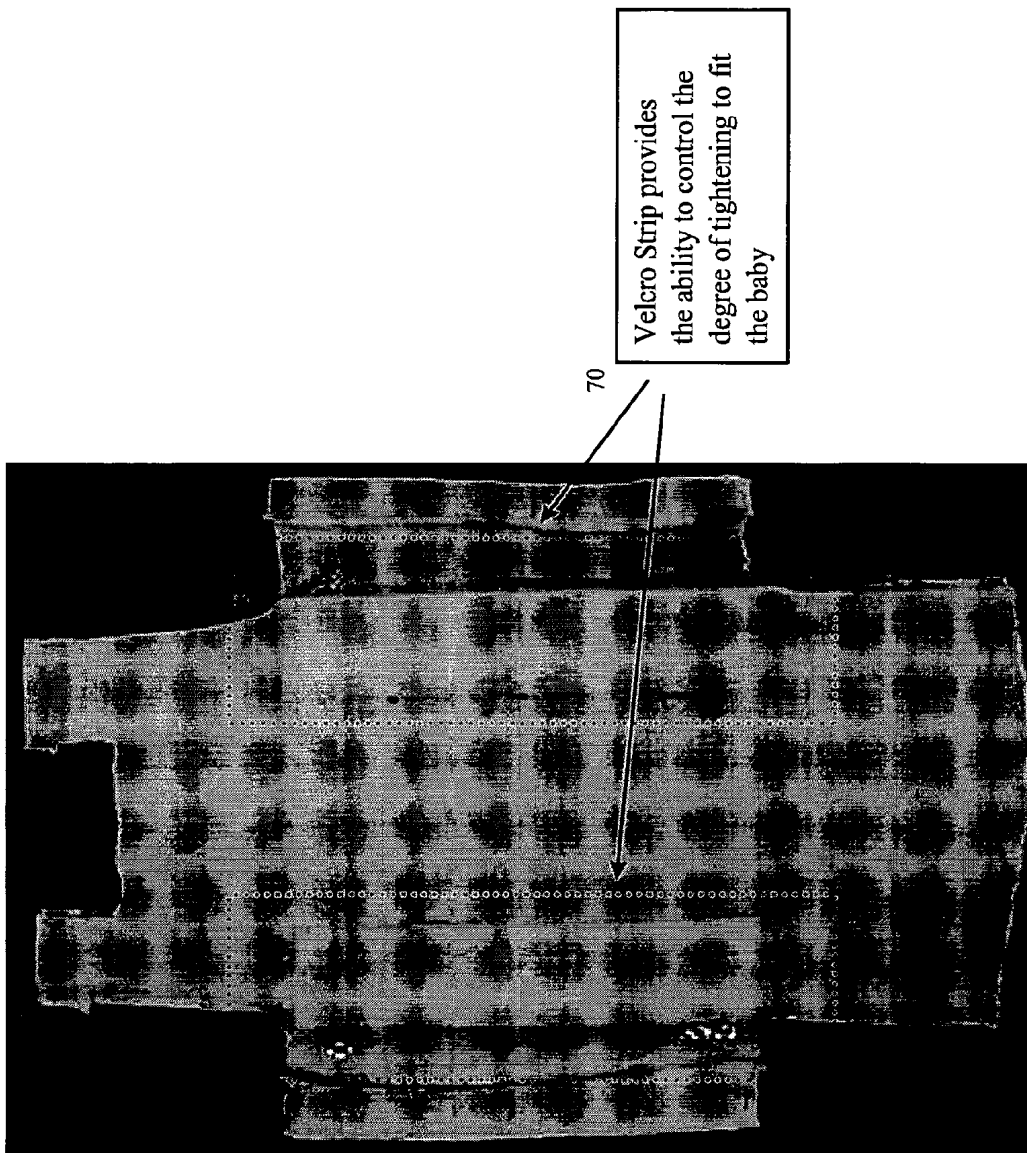 Velcro Strip provides
the ability to control the
degree of tightening to fit
the baby
70